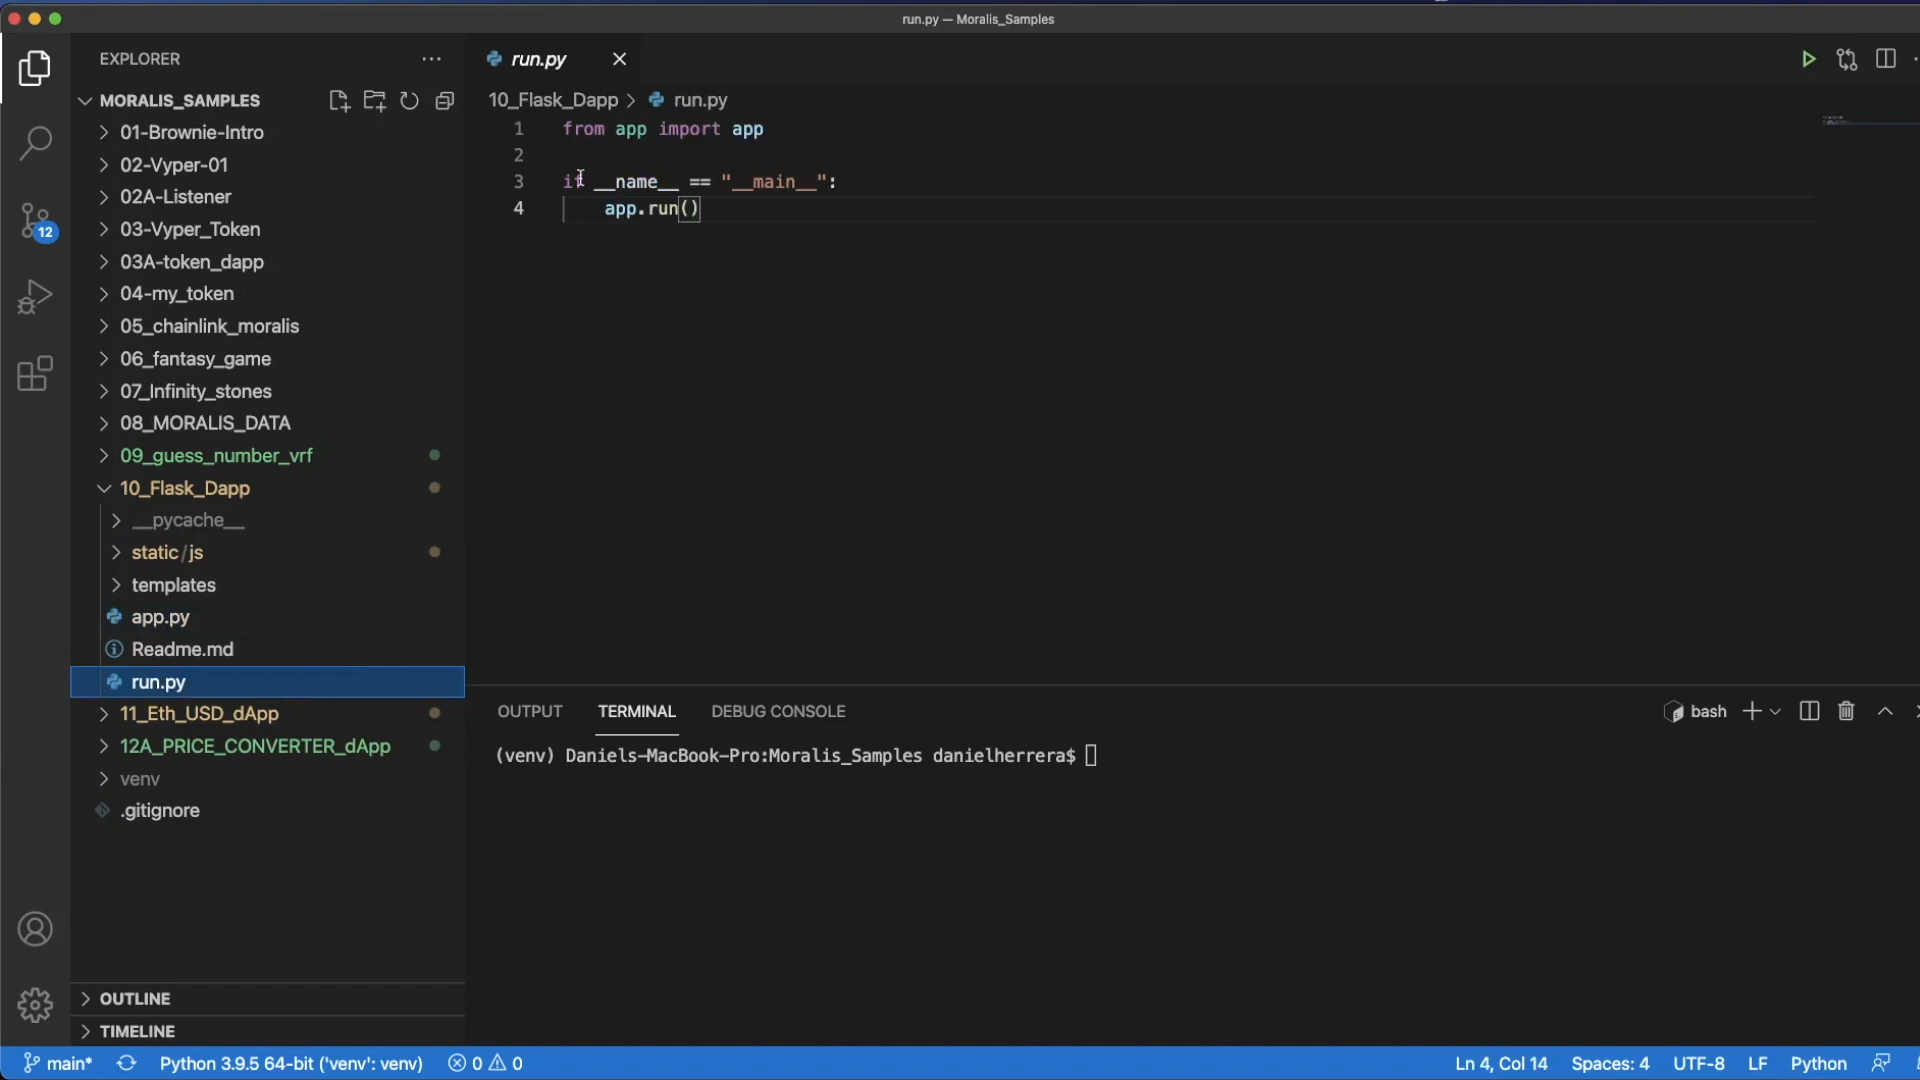 run.py — Moralis_Samples
EXPLORER
run.py
MORALIS_SAMPLES
10_Flask_Dapp > run.py
01-Brownie-Intro
02-Vyper-01
02A-Listener
03-Vyper_Token
03A-token_dapp
04-my_token
05_chainlink_moralis
06_fantasy_game
07_Infinity_stones
08_MORALIS_DATA
09_guess_number_vrf
10_Flask_Dapp
__pycache__
static/js
templates
app.py
Readme.md
run.py
11_Eth_USD_dApp
12A_PRICE_CONVERTER_dApp
venv
.gitignore
OUTLINE
TIMELINE
12
1 from app import app
2
3 if __name__ == "__main__":
4 app.run()
OUTPUT TERMINAL DEBUG CONSOLE
bash
(venv) Daniels-MacBook-Pro:Moralis_Samples danielherrera$
main* Python 3.9.5 64-bit ('venv': venv) 0 0 Ln 4, Col 14 Spaces: 4 UTF-8 LF Python